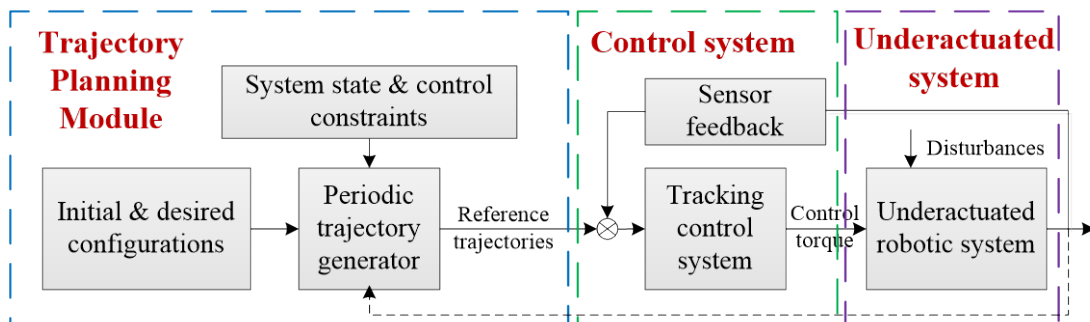 Trajectory
Planning
Module
System state & control
constraints
Initial & desired
configurations
Periodic
trajectory
generator
Reference
trajectories
Control system
Sensor
feedback
Tracking
control
system
Control
torque
Underactuated
system
Disturbances
Underactuated
robotic system